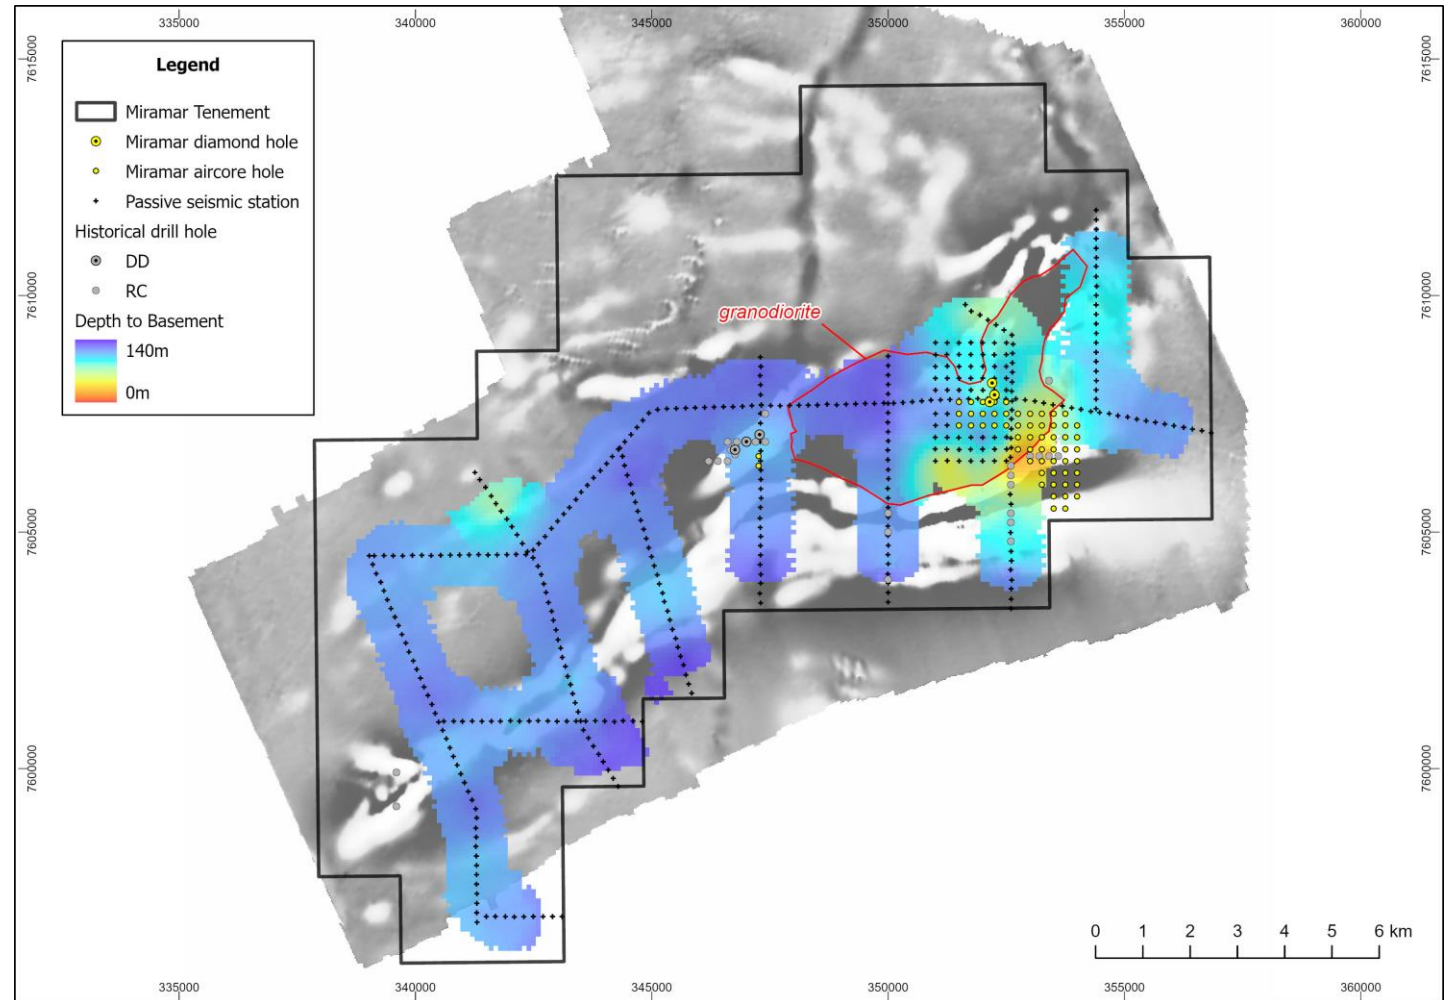 335000 340000 345000 350000 355000 360000
7615000 7615000
Legend
Miramar Tenement
Miramar diamond hole
Miramar aircore hole
Passive seismic station
Historical drill hole
DD
RC
Depth to Basement
140m
0m
7610000 7610000
granodiorite
7605000 7605000
7600000 7600000
0 1 2 3 4 5 6 km
335000 340000 345000 350000 355000 360000